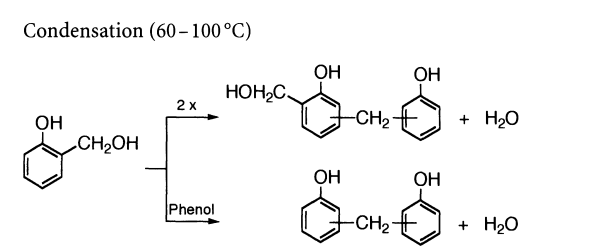 Condensation (60–100 °C)
OH
OH
HOH₂C
2 x
CH₂
+ H₂O
OH
CH₂OH
OH
OH
Phenol
CH₂
+ H₂O